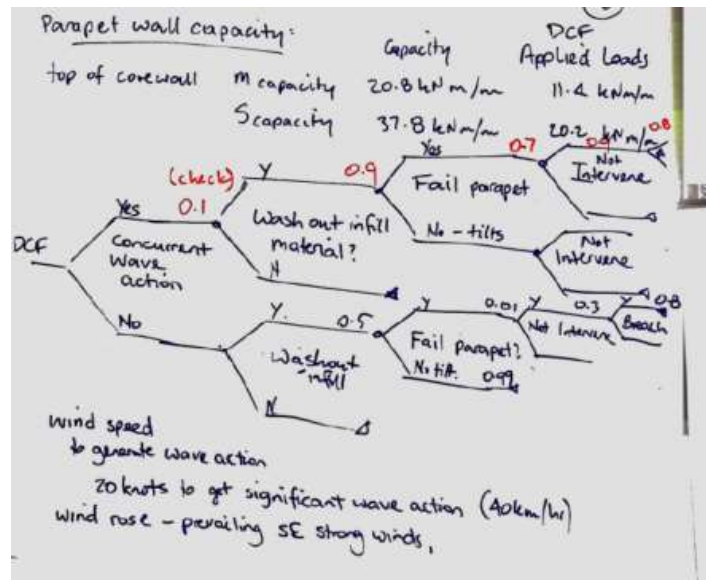 Parapet wall capacity:
Capacity
DCF
Applied Loads
top of corewall M capacity 20.8 kNm/m 11.4 kNm/m
S capacity 37.8 kNm/m 20.2 kNm/m
(check) Y 0.9 Yes 0.7 0.9 0.8
Not
Intervene
Yes 0.1
Fail parapet
Wash out infill
material?
No - tilts
Not
Intervene
DCF
Concurrent
wave
action
N
No
Y. 0.5 Y 0.01 Y 0.3 Y 0.8
Fail parapet?
Not Intervene
Breach
Washout
infill
No tilt. 0.99
N
wind speed
to generate wave action
20 knots to get significant wave action (40km/hr)
wind rose - prevailing SE strong winds,